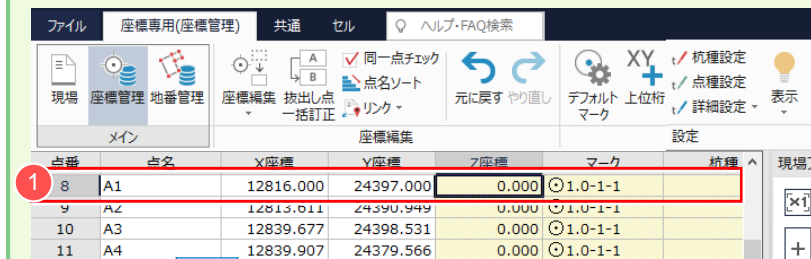 ファイル 座標専用(座標管理) 共通 セル ヘルプ・FAQ検索
現場 座標管理 地番管理 座標編集 抜出し点一括訂正 A B 同一点チェック 点名ソート リンク 元に戻す やり直し デフォルトマーク XY 上位桁 杭種設定 点種設定 詳細設定 表示
メイン 座標編集 設定
点番 点名 X座標 Y座標 Z座標 マーク 杭種 現場
1 8 A1 12816.000 24397.000 0.000 1.0-1-1
9 A2 12813.611 24390.949 0.000 1.0-1-1
10 A3 12839.677 24398.531 0.000 1.0-1-1
11 A4 12839.907 24379.566 0.000 1.0-1-1